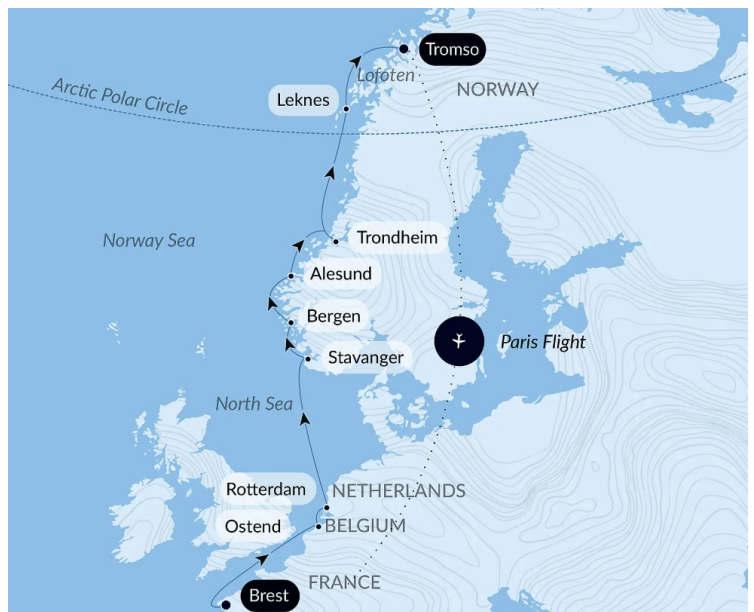 Tromso
Lofoten
NORWAY
Arctic Polar Circle
Leknes
Norway Sea
Trondheim
Alesund
Bergen
Paris Flight
Stavanger
North Sea
Rotterdam
NETHERLANDS
Ostend
BELGIUM
FRANCE
Brest